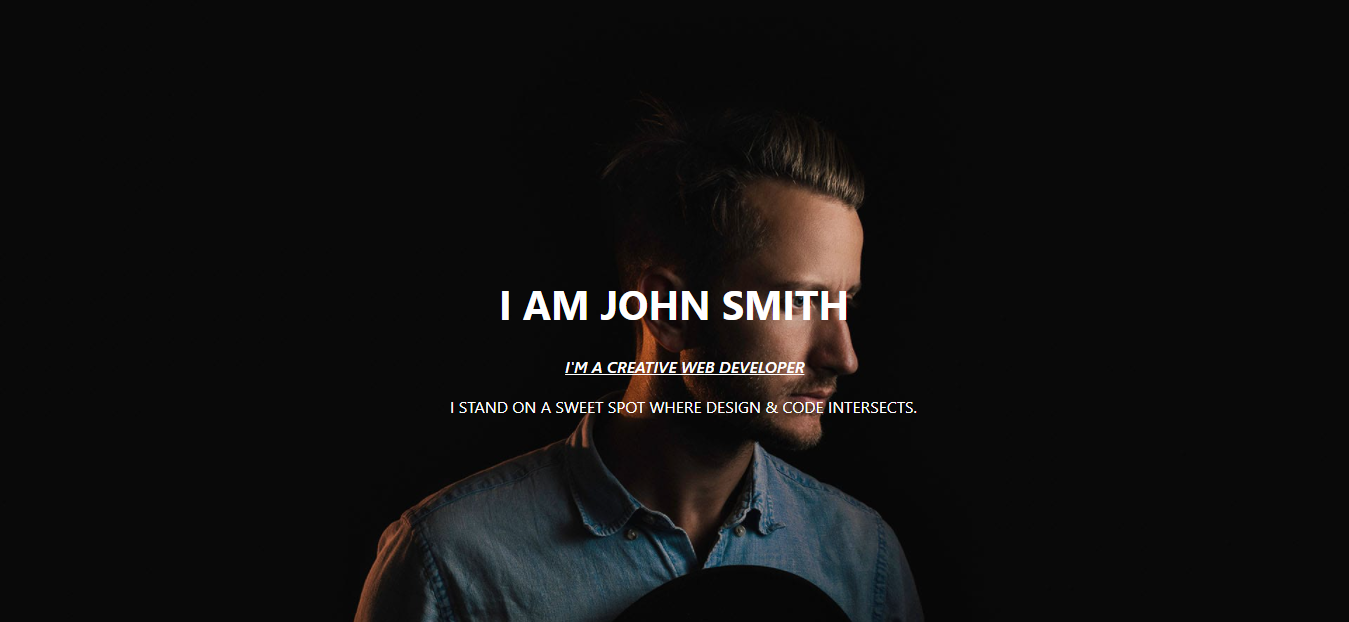 I AM JOHN SMITH
I'M A CREATIVE WEB DEVELOPER
I STAND ON A SWEET SPOT WHERE DESIGN & CODE INTERSECTS.